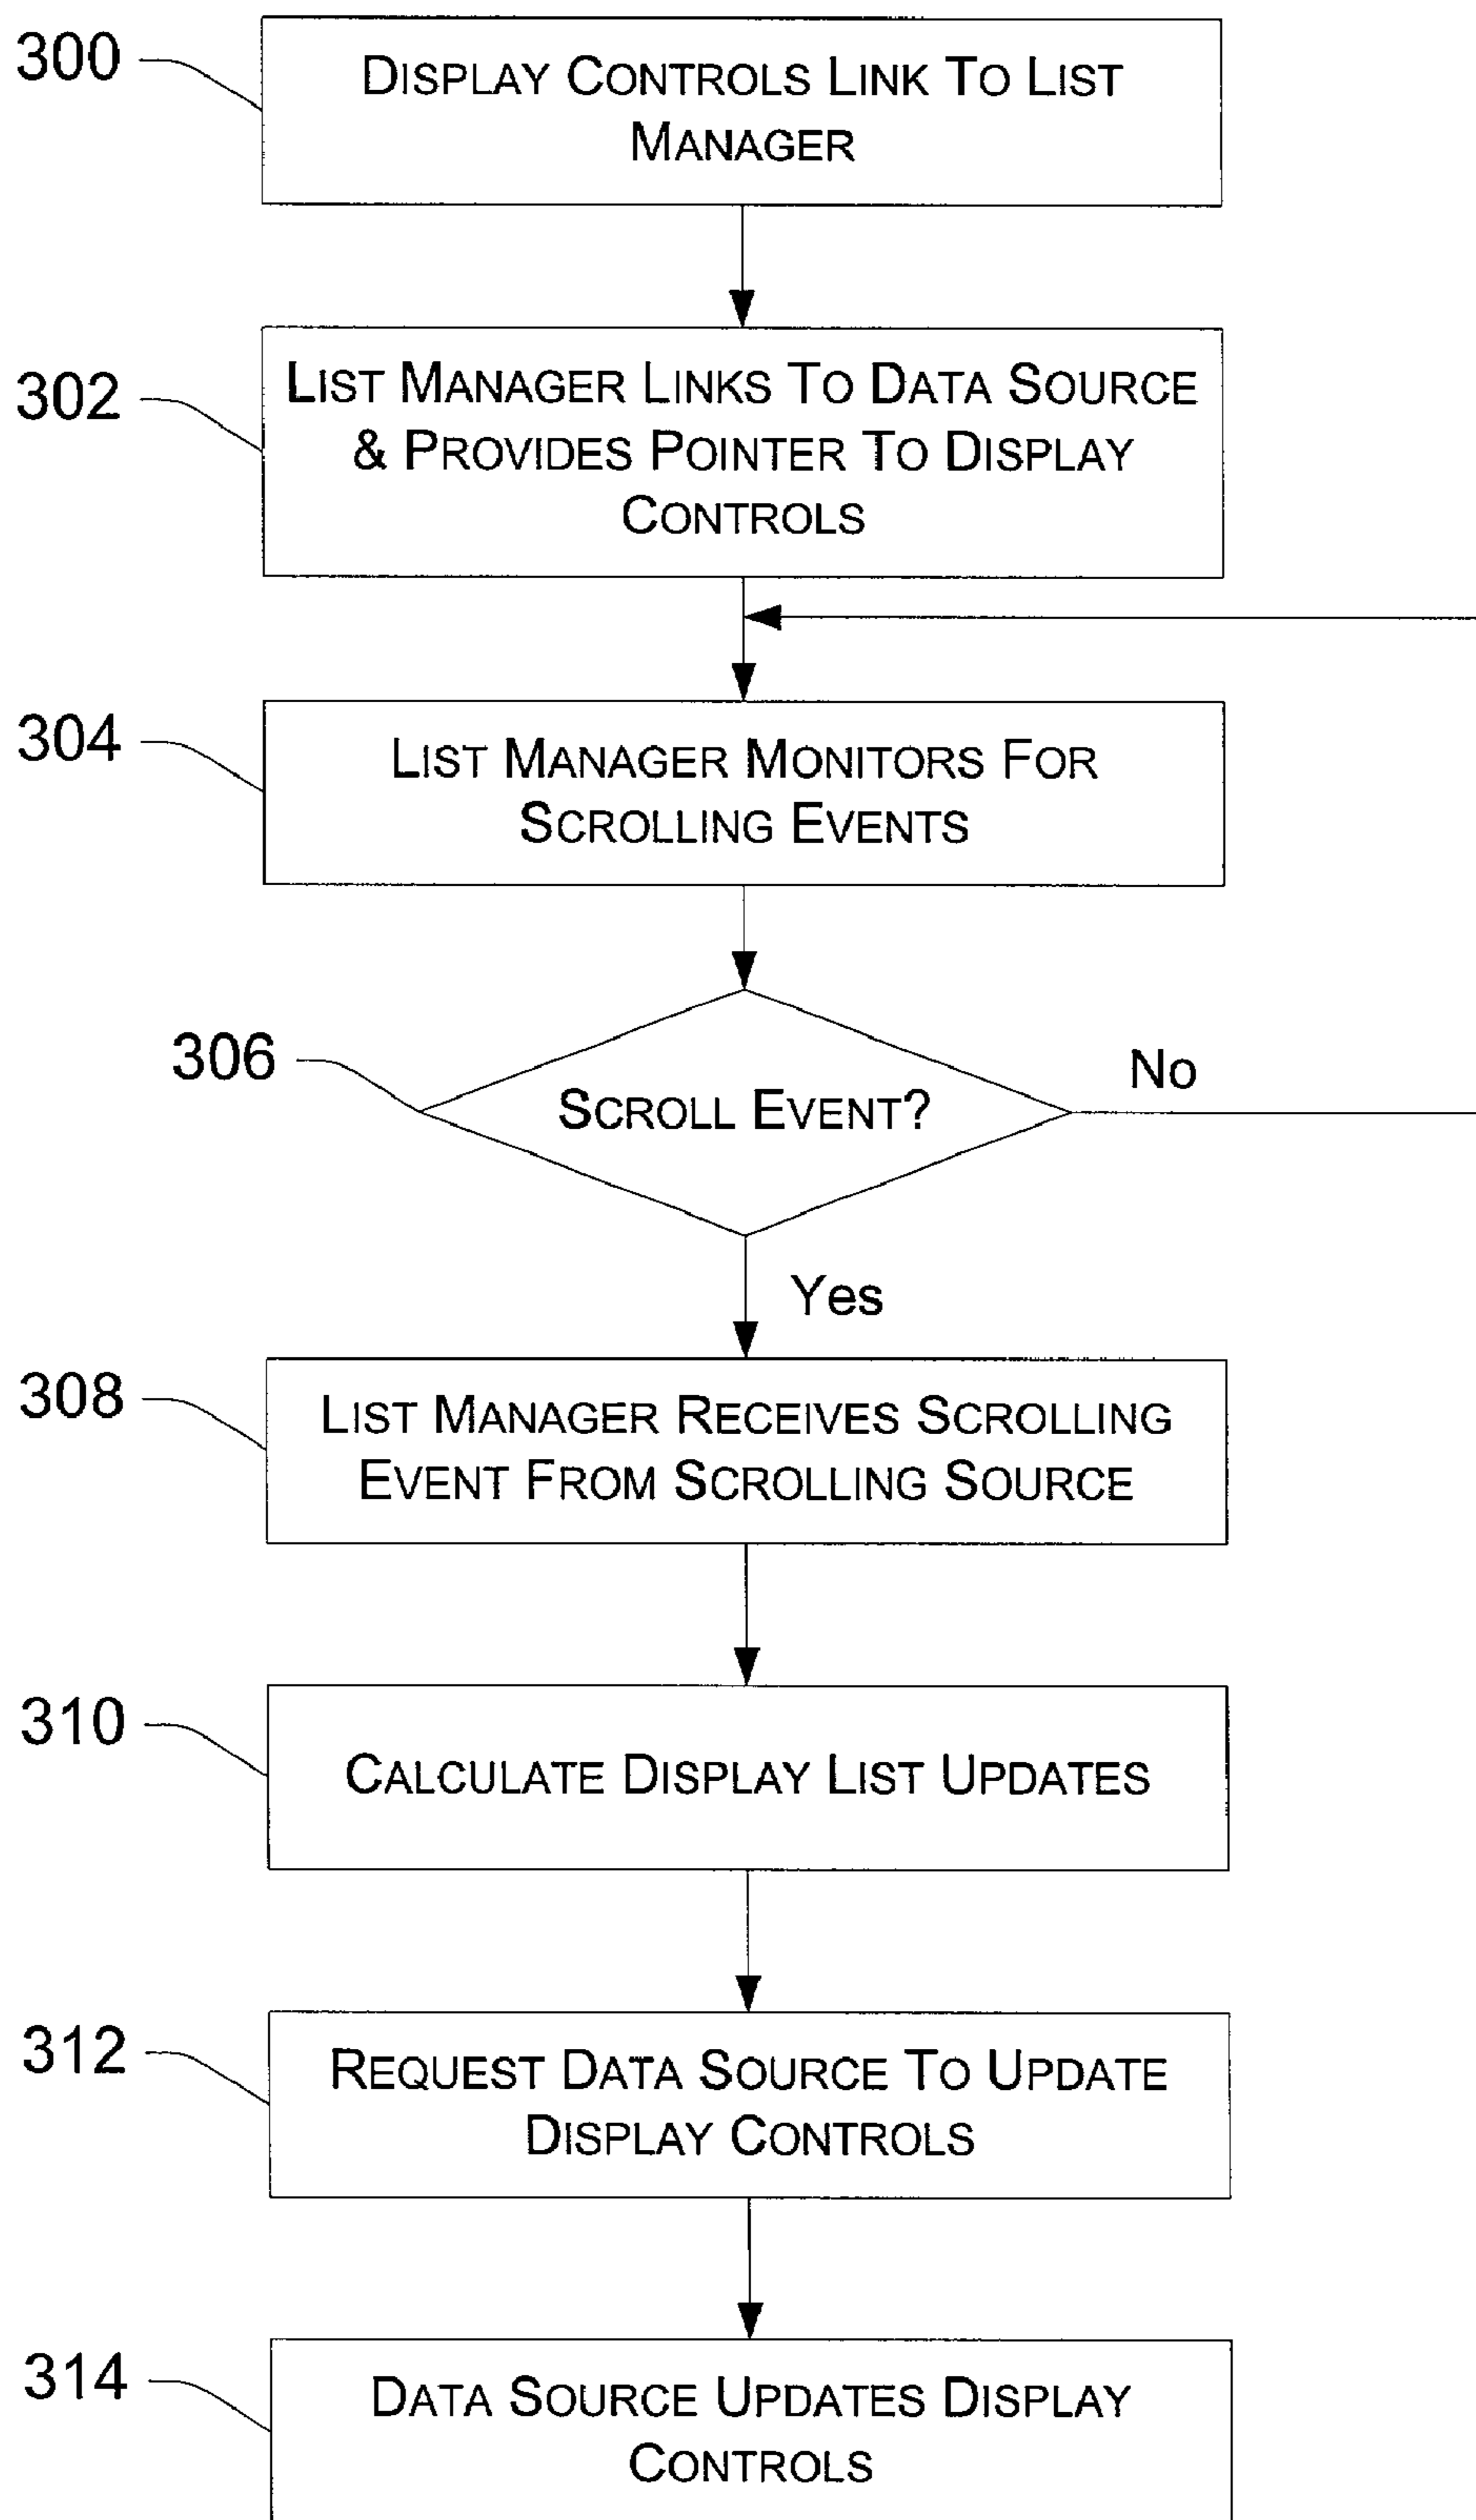 300
DISPLAY CONTROLS LINK TO LIST
MANAGER
302
LIST MANAGER LINKS TO DATA SOURCE
& PROVIDES POINTER TO DISPLAY
CONTROLS
304
LIST MANAGER MONITORS FOR
SCROLLING EVENTS
306
SCROLL EVENT?
No
Yes
308
LIST MANAGER RECEIVES SCROLLING
EVENT FROM SCROLLING SOURCE
310
CALCULATE DISPLAY LIST UPDATES
312
REQUEST DATA SOURCE TO UPDATE
DISPLAY CONTROLS
314
DATA SOURCE UPDATES DISPLAY
CONTROLS